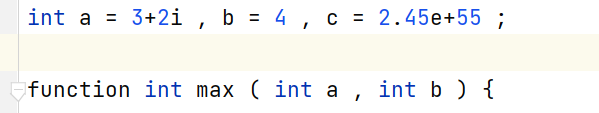 int a = 3+2i , b = 4 , c = 2.45e+55 ;
function int max ( int a , int b ) {